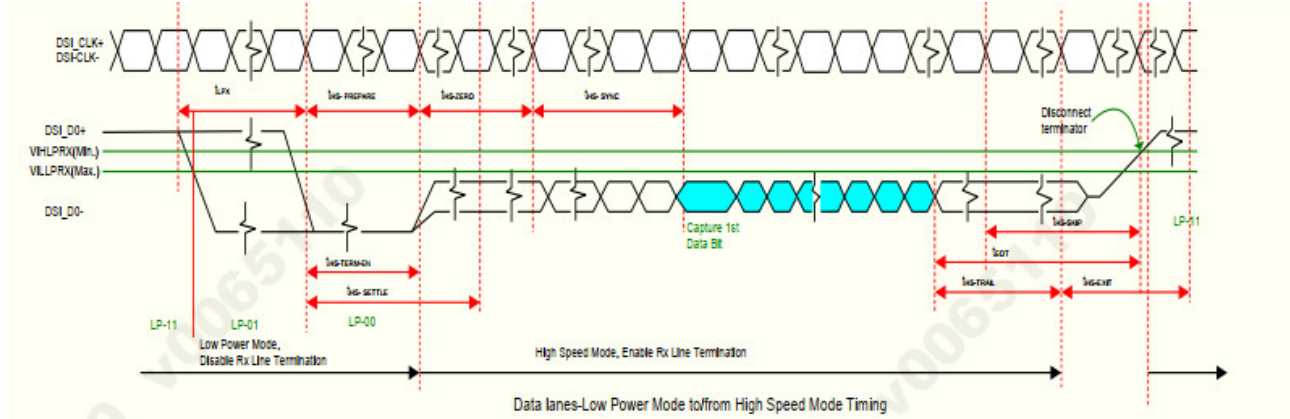 DSI_CLK+
DSI-CLK-
tLPX
tHS- PREPARE
tHS-ZERO
tHS- SYNC
DSI_D0+
VIHLPRX(Min.)
VILLPRX(Max.)
DSI_D0-
Disconnect
terminator
Capture 1st
Data Bit
LP-11
tHS-SKIP
tEOT
tHS-TERM-EN
tHS-TRAIL
tHS-EXIT
tHS- SETTLE
LP-11
LP-01
LP-00
Low Power Mode,
Disable Rx Line Termination
High Speed Mode, Enable Rx Line Termination
Data lanes-Low Power Mode to/from High Speed Mode Timing
v0065110
v0065110